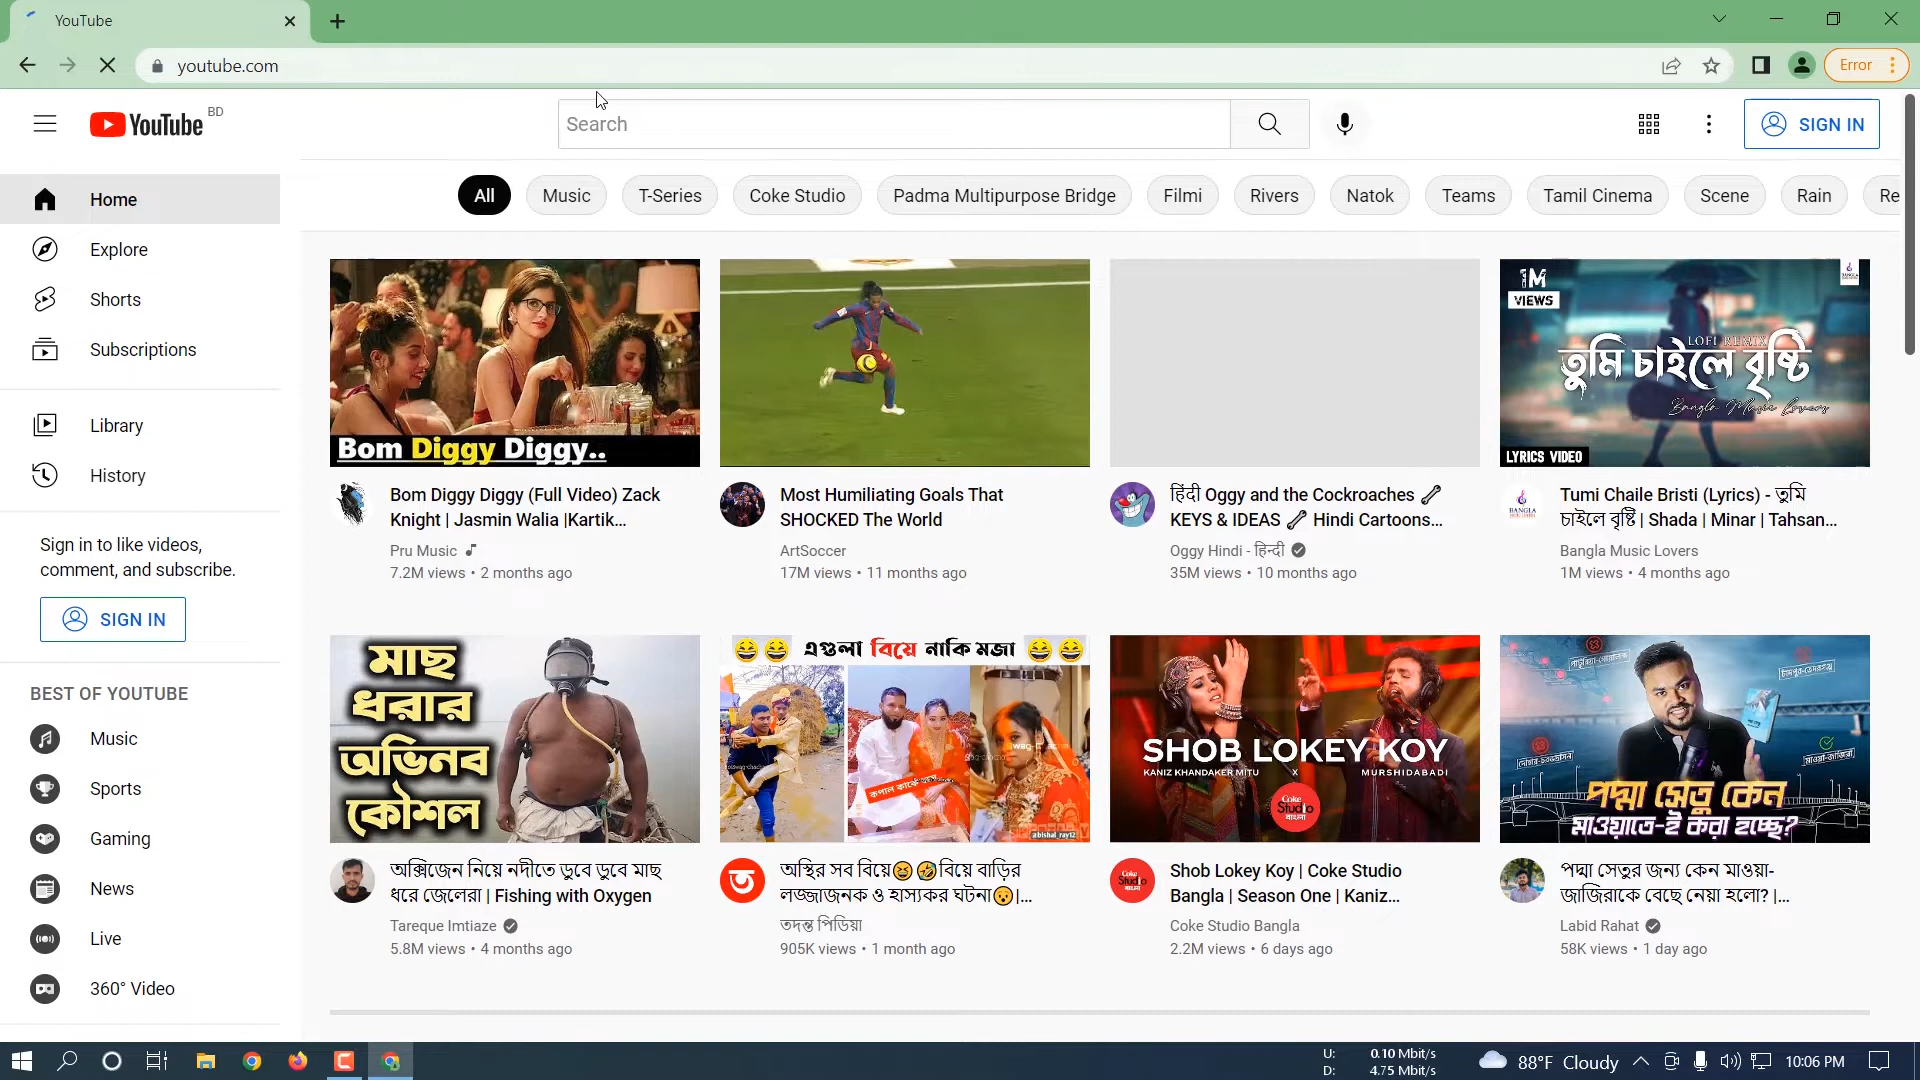 YouTube
youtube.com
Error
YouTube BD
Search
SIGN IN
All
Music
T-Series
Coke Studio
Padma Multipurpose Bridge
Filmi
Rivers
Natok
Teams
Tamil Cinema
Scene
Rain
Re
Home
Explore
Shorts
Subscriptions
Library
History
Sign in to like videos,
comment, and subscribe.
SIGN IN
BEST OF YOUTUBE
Music
Sports
Gaming
News
Live
360° Video
Bom Diggy Diggy..
Bom Diggy Diggy (Full Video) Zack
Knight | Jasmin Walia |Kartik...
Pru Music
7.2M views • 2 months ago
Most Humiliating Goals That
SHOCKED The World
ArtSoccer
17M views • 11 months ago
हिंदी Oggy and the Cockroaches 🦴
KEYS & IDEAS 🦴 Hindi Cartoons...
Oggy Hindi - हिन्दी
35M views • 10 months ago
1M
VIEWS
LOFI REMIX
তুমি চাইলে বৃষ্টি
Bangla Music Lovers
LYRICS VIDEO
BANGLA
Tumi Chaile Bristi (Lyrics) - তুমি
চাইলে বৃষ্টি | Shada | Minar | Tahsan...
Bangla Music Lovers
1M views • 4 months ago
মাছ
ধরার
অভিনব
কৌশল
অক্সিজেন নিয়ে নদীতে ডুবে ডুবে মাছ
ধরে জেলেরা | Fishing with Oxygen
Tareque Imtiaze
5.8M views • 4 months ago
😂😂 এগুলা বিয়ে নাকি মজা 😂😂
abishal_ray12
ত
অস্থির সব বিয়ে😆🤣বিয়ে বাড়ির
লজ্জাজনক ও হাস্যকর ঘটনা😮|...
তদন্ত পিডিয়া
905K views • 1 month ago
SHOB LOKEY KOY
KANIZ KHANDAKER MITU X MURSHIDABADI
Coke
Studio
বাংলা
Shob Lokey Koy | Coke Studio
Bangla | Season One | Kaniz...
Coke Studio Bangla
2.2M views • 6 days ago
পদ্মা সেতু কেন
মাওয়াতে-ই করা হচ্ছে?
পদ্মা সেতুর জন্য কেন মাওয়া-
জাজিরাকে বেছে নেয়া হলো? |...
Labid Rahat
58K views • 1 day ago
U: 0.10 Mbit/s
D: 4.75 Mbit/s
88°F Cloudy
10:06 PM